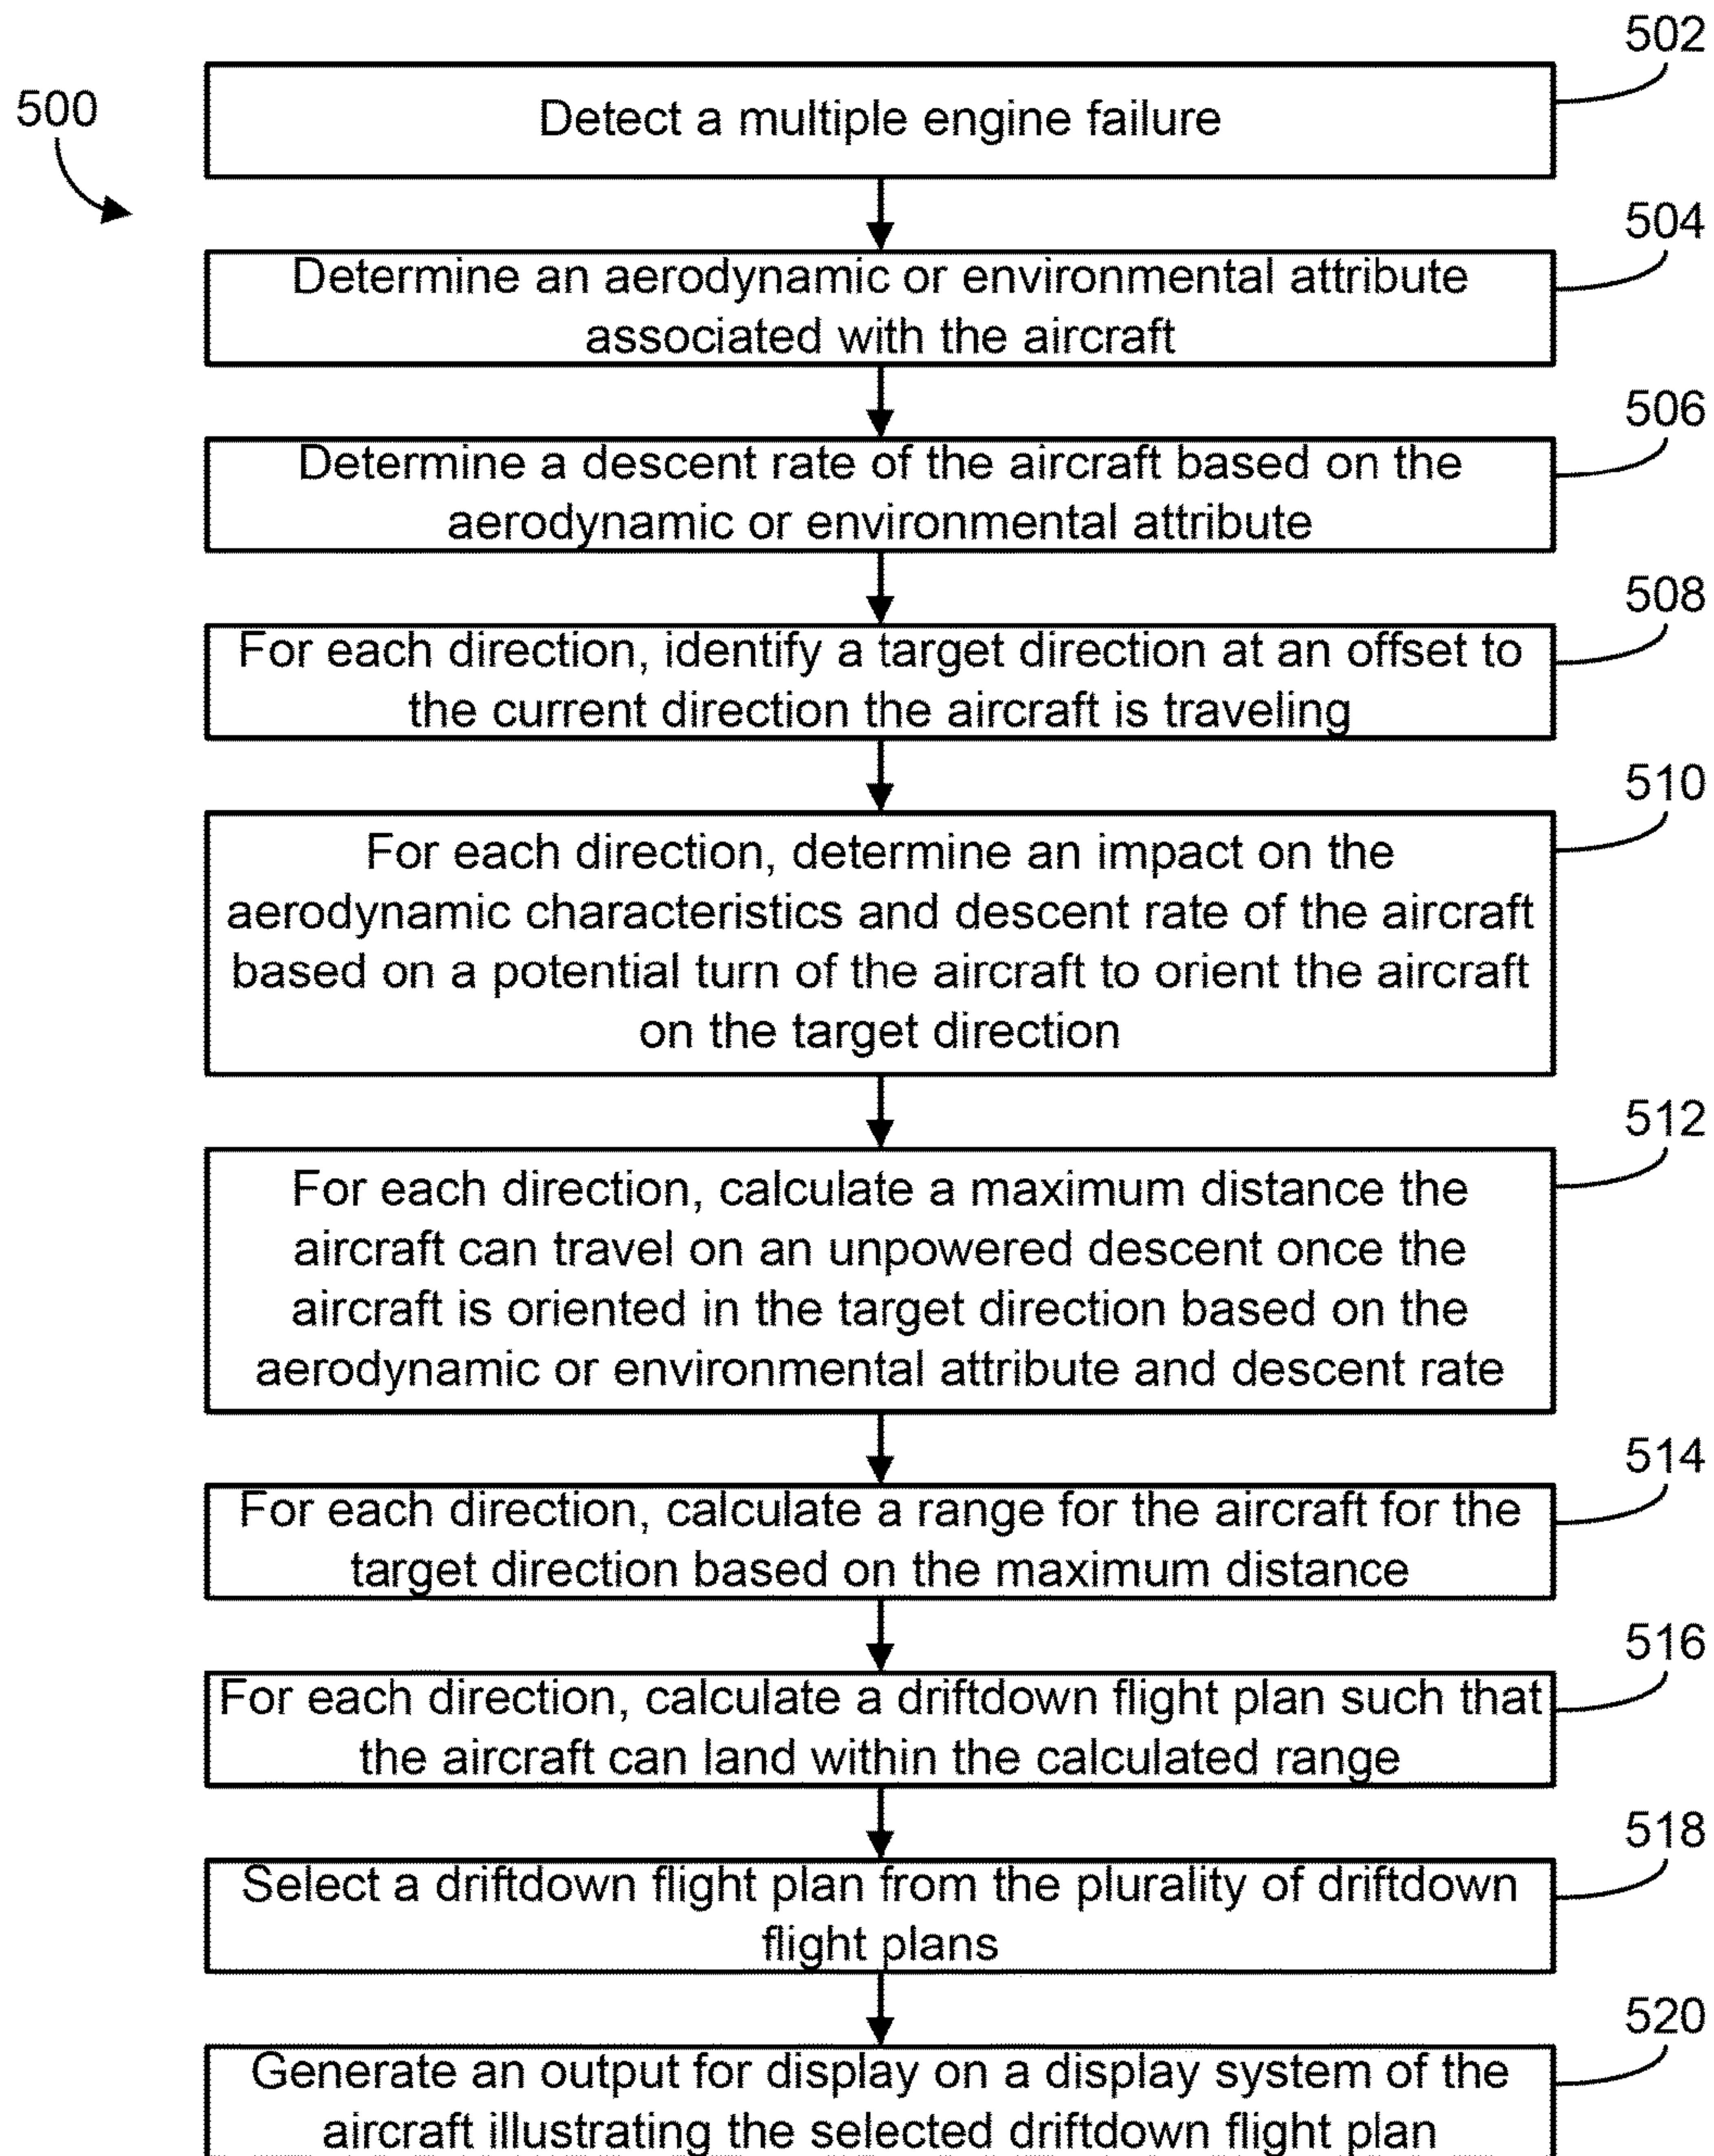 502
500
Detect a multiple engine failure
504
Determine an aerodynamic or environmental attribute
associated with the aircraft
506
Determine a descent rate of the aircraft based on the
aerodynamic or environmental attribute
508
For each direction, identify a target direction at an offset to
the current direction the aircraft is traveling
510
For each direction, determine an impact on the
aerodynamic characteristics and descent rate of the aircraft
based on a potential turn of the aircraft to orient the aircraft
on the target direction
512
For each direction, calculate a maximum distance the
aircraft can travel on an unpowered descent once the
aircraft is oriented in the target direction based on the
aerodynamic or environmental attribute and descent rate
514
For each direction, calculate a range for the aircraft for the
target direction based on the maximum distance
516
For each direction, calculate a driftdown flight plan such that
the aircraft can land within the calculated range
518
Select a driftdown flight plan from the plurality of driftdown
flight plans
520
Generate an output for display on a display system of the
aircraft illustrating the selected driftdown flight plan